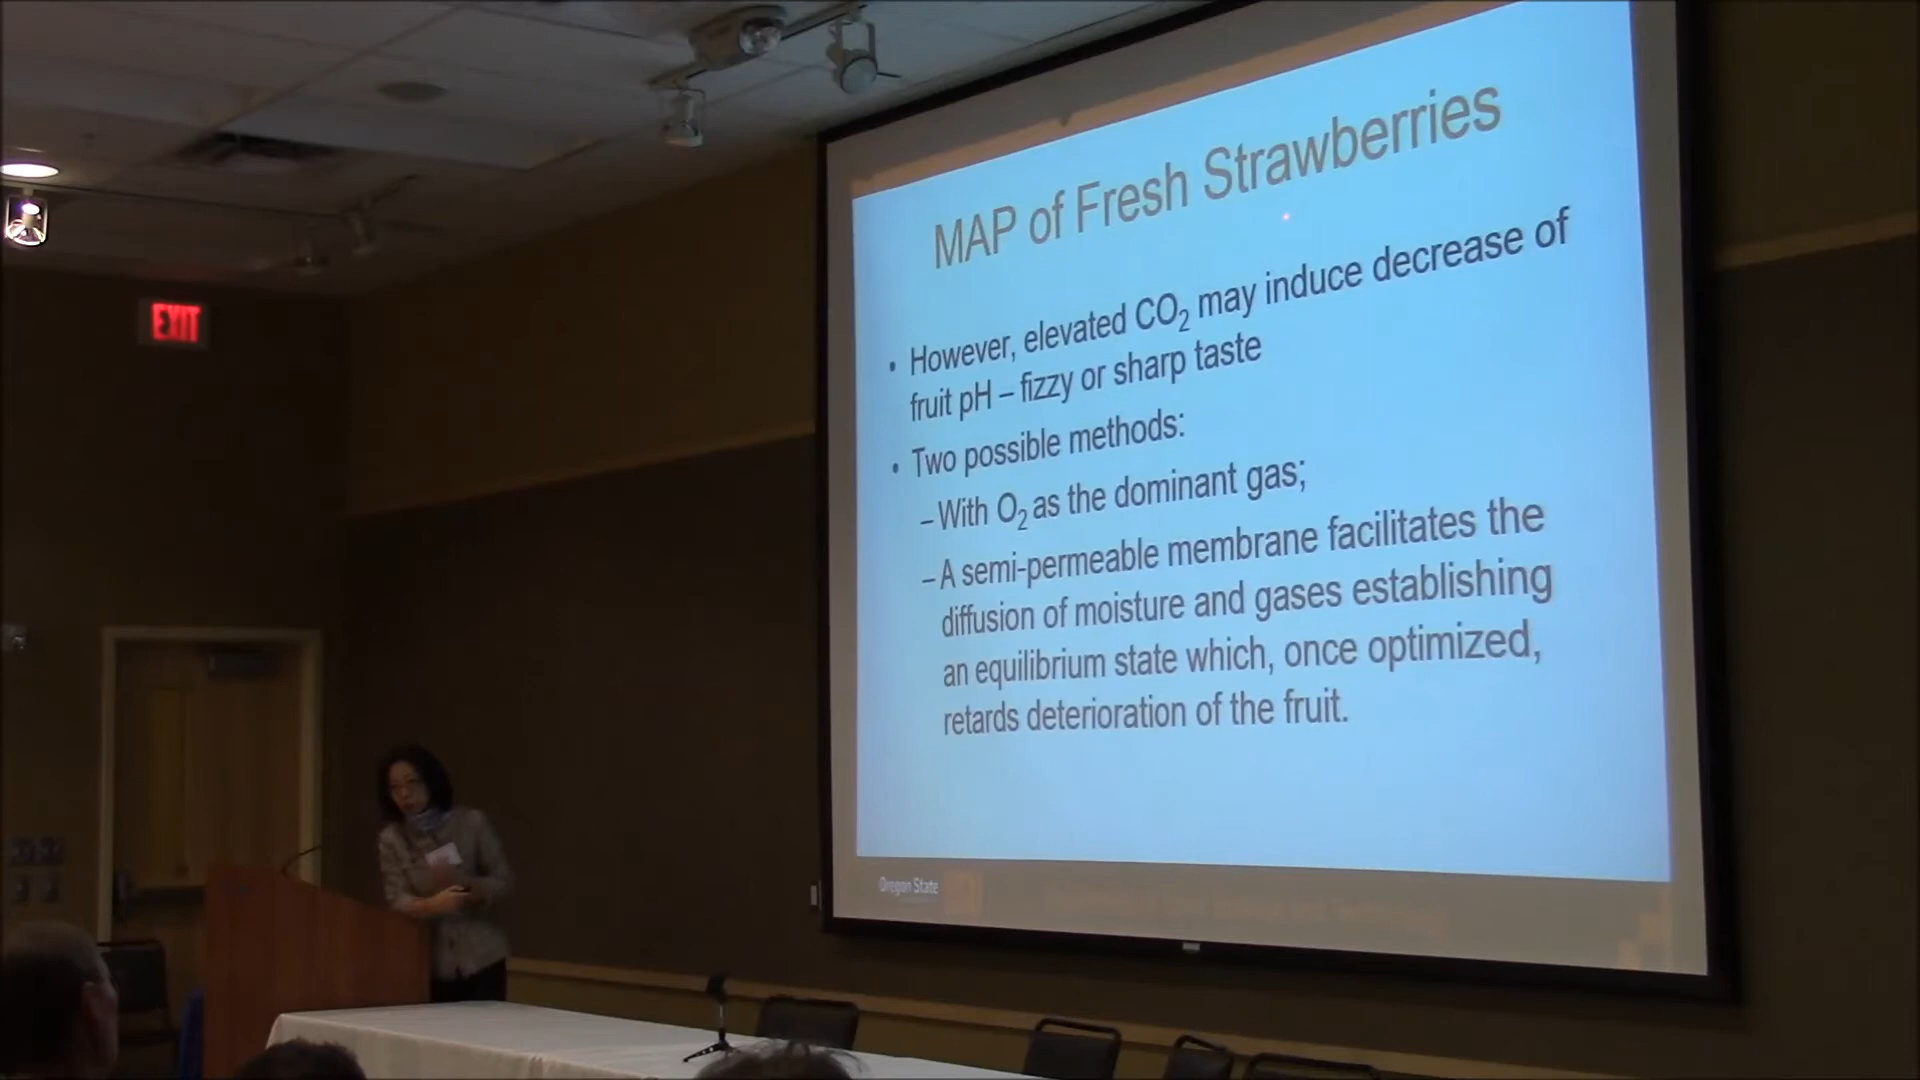 MAP of Fresh Strawberries
• However, elevated CO₂ may induce decrease of
fruit pH – fizzy or sharp taste
• Two possible methods:
– With O₂ as the dominant gas;
– A semi-permeable membrane facilitates the
diffusion of moisture and gases establishing
an equilibrium state which, once optimized,
retards deterioration of the fruit.
Oregon State
EXIT